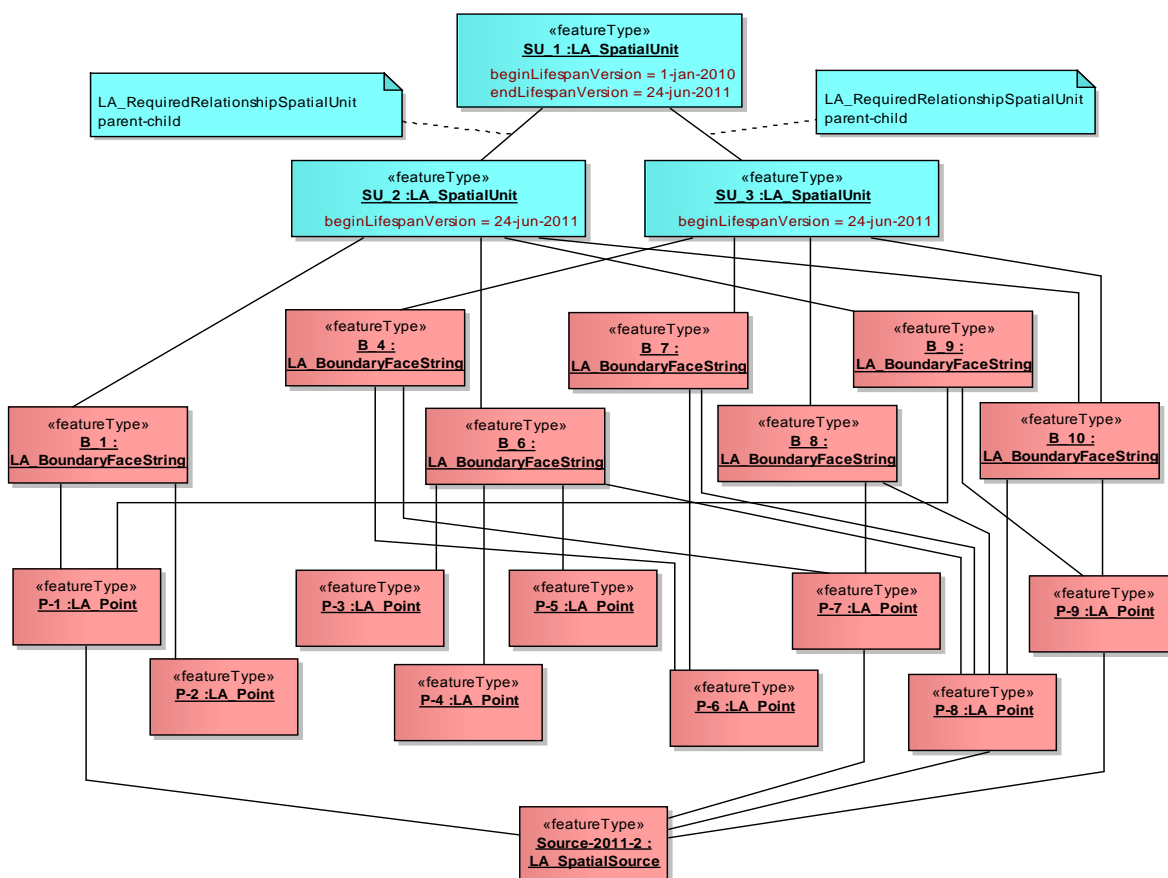 «featureType»
SU_1 :LA_SpatialUnit
beginLifespanVersion = 1-jan-2010
endLifespanVersion = 24-jun-2011
LA_RequiredRelationshipSpatialUnit
parent-child
LA_RequiredRelationshipSpatialUnit
parent-child
«featureType»
SU_2 :LA_SpatialUnit
beginLifespanVersion = 24-jun-2011
«featureType»
SU_3 :LA_SpatialUnit
beginLifespanVersion = 24-jun-2011
«featureType»
B_4 :
LA_BoundaryFaceString
«featureType»
B_7 :
LA_BoundaryFaceString
«featureType»
B_9 :
LA_BoundaryFaceString
«featureType»
B_1 :
LA_BoundaryFaceString
«featureType»
B_6 :
LA_BoundaryFaceString
«featureType»
B_8 :
LA_BoundaryFaceString
«featureType»
B_10 :
LA_BoundaryFaceString
«featureType»
P-1 :LA_Point
«featureType»
P-3 :LA_Point
«featureType»
P-5 :LA_Point
«featureType»
P-7 :LA_Point
«featureType»
P-9 :LA_Point
«featureType»
P-2 :LA_Point
«featureType»
P-4 :LA_Point
«featureType»
P-6 :LA_Point
«featureType»
P-8 :LA_Point
«featureType»
Source-2011-2 :
LA_SpatialSource